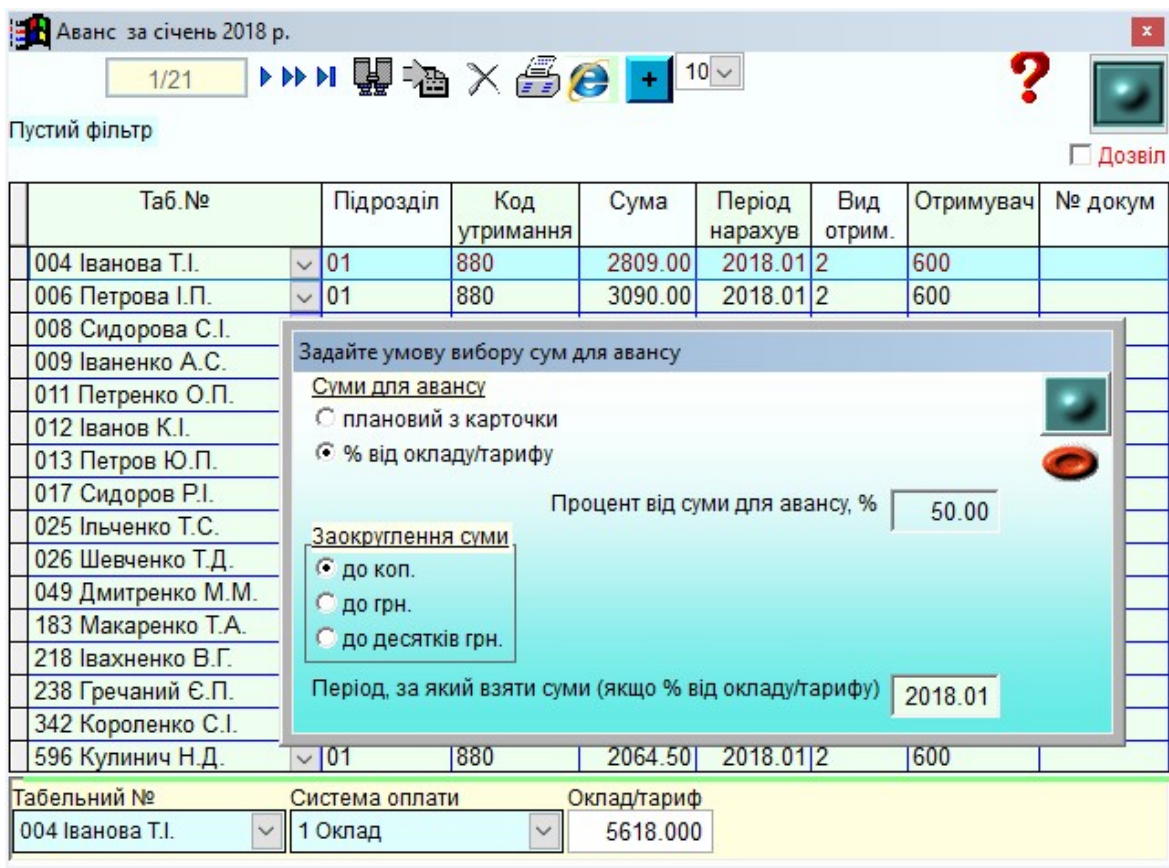 Аванс за січень 2018 р.
1/21
10
Пустий фільтр
Дозвіл
Таб.№ Підрозділ Код утримання Сума Період нарахув Вид отрим. Отримувач № докум
004 Іванова Т.І. 01 880 2809.00 2018.01 2 600
006 Петрова І.П. 01 880 3090.00 2018.01 2 600
008 Сидорова С.І.
009 Іваненко А.С.
011 Петренко О.П.
012 Іванов К.І.
013 Петров Ю.П.
017 Сидоров Р.І.
025 Ільченко Т.С.
026 Шевченко Т.Д.
049 Дмитренко М.М.
183 Макаренко Т.А.
218 Івахненко В.Г.
238 Гречаний Є.П.
342 Короленко С.І.
596 Кулинич Н.Д. 01 880 2064.50 2018.01 2 600
Задайте умову вибору сум для авансу
Суми для авансу
плановий з карточки
% від окладу/тарифу
Процент від суми для авансу, % 50.00
Заокруглення суми
до коп.
до грн.
до десятків грн.
Період, за який взяти суми (якщо % від окладу/тарифу) 2018.01
Табельний № Система оплати Оклад/тариф
004 Іванова Т.І. 1 Оклад 5618.000